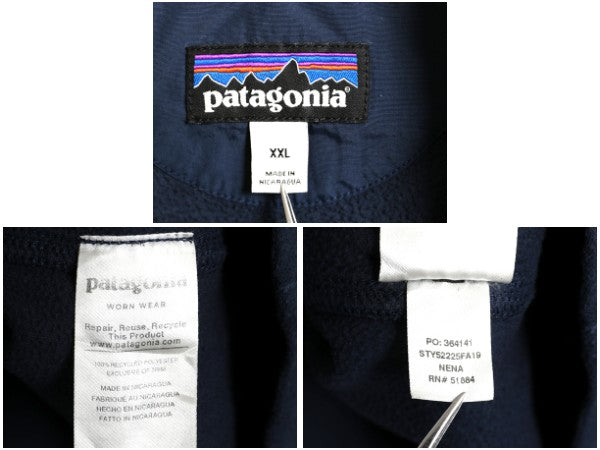 patagonia®
XXL
MADE IN
NICARAGUA
patagonia
WORN WEAR
Repair, Reuse, Recycle
This Product
www.patagonia.com
100% RECYCLED POLYESTER
EXCLUSIVE OF TRIM
MADE IN NICARAGUA
FABRIQUÉ AU NICARAGUA
HECHO EN NICARAGUA
FATTO IN NICARAGUA
PO: 364141
STY52225FA19
NENA
RN# 51884